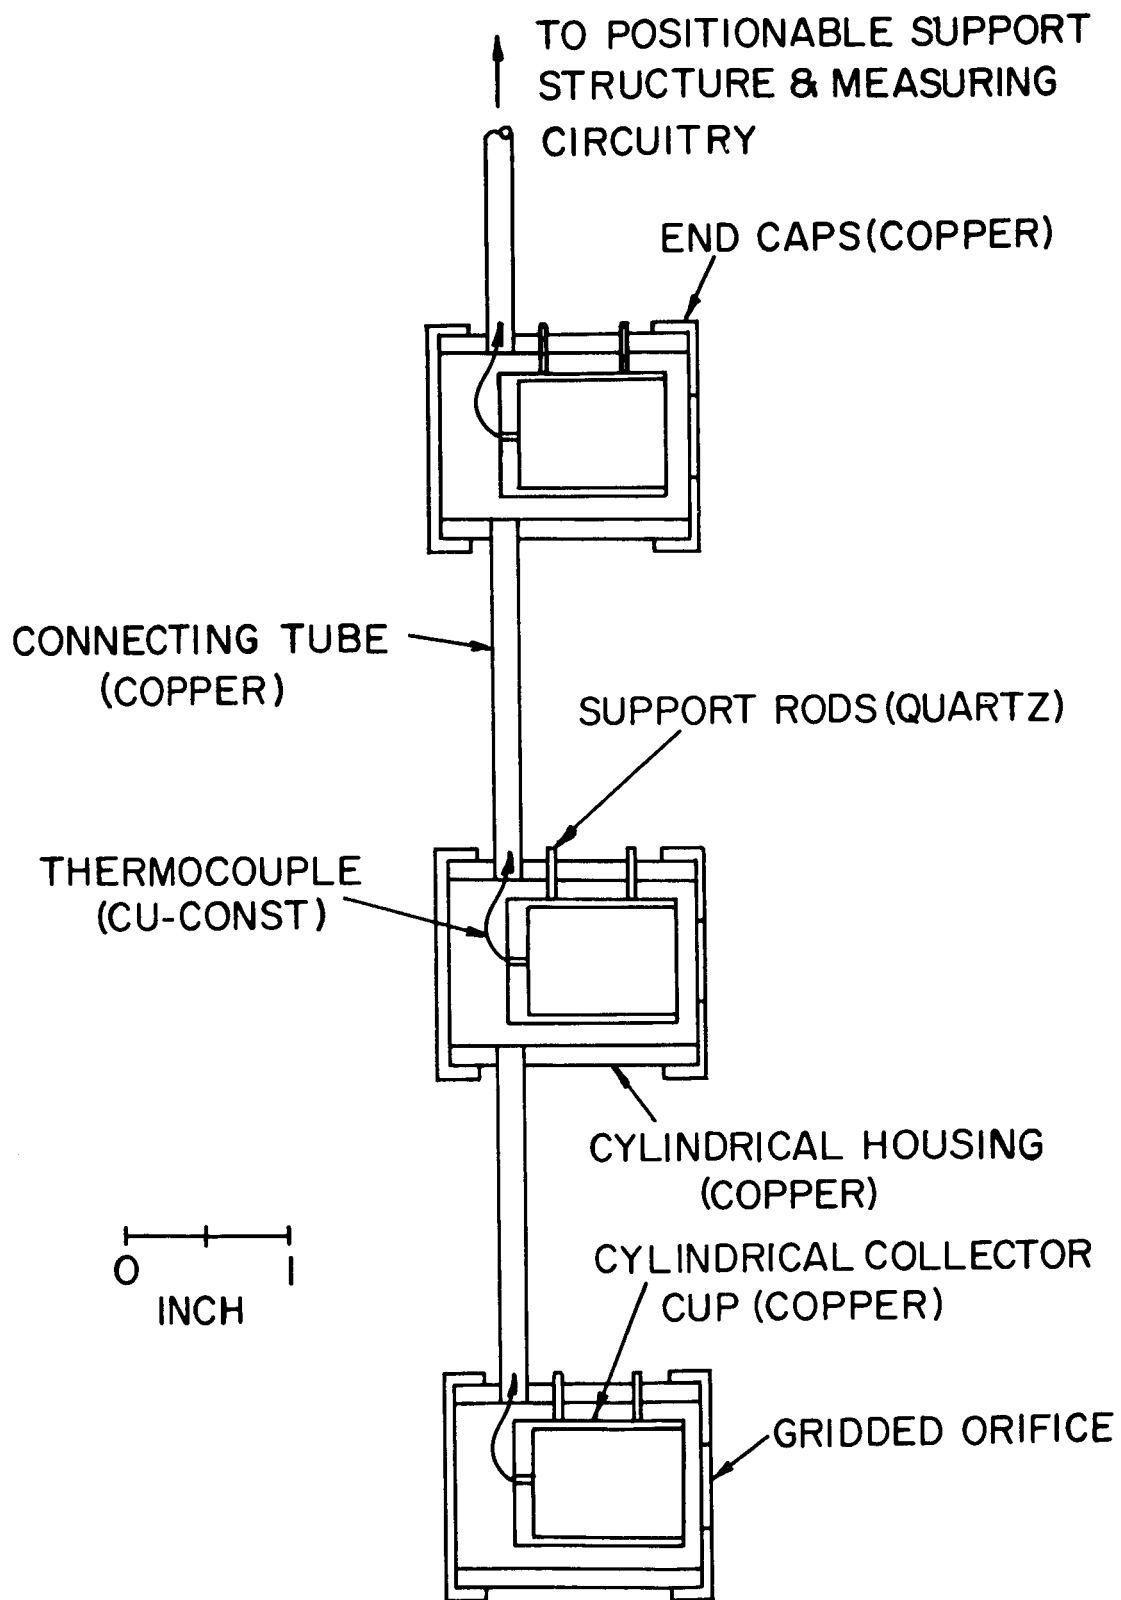 TO POSITIONABLE SUPPORT
STRUCTURE & MEASURING
CIRCUITRY
END CAPS (COPPER)
CONNECTING TUBE
(COPPER)
SUPPORT RODS (QUARTZ)
THERMOCOUPLE
(CU-CONST)
CYLINDRICAL HOUSING
(COPPER)
0 1
INCH
CYLINDRICAL COLLECTOR
CUP (COPPER)
GRIDDED ORIFICE